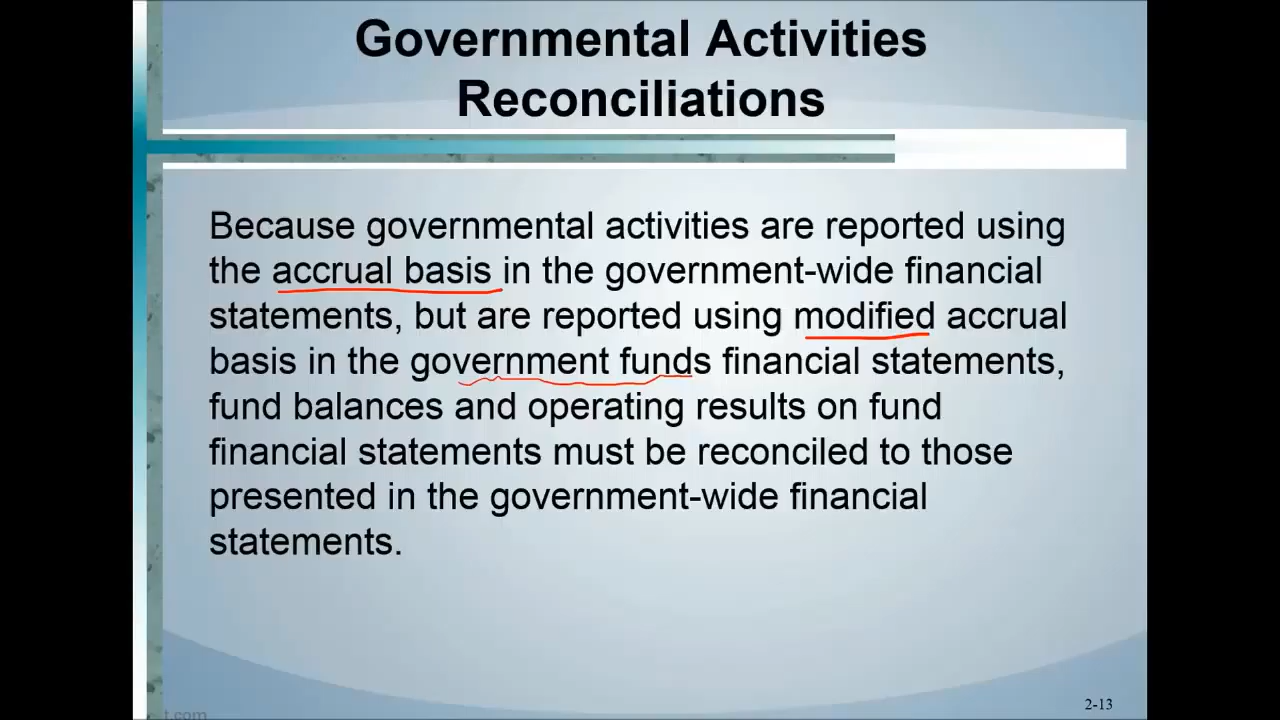 Governmental Activities
Reconciliations
Because governmental activities are reported using
the accrual basis in the government-wide financial
statements, but are reported using modified accrual
basis in the government funds financial statements,
fund balances and operating results on fund
financial statements must be reconciled to those
presented in the government-wide financial
statements.
2-13
t.com